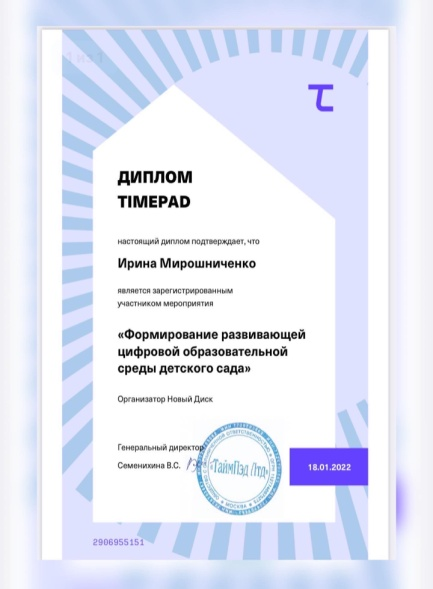 ДИПЛОМ
TIMEPAD
настоящий диплом подтверждает, что
Ирина Мирошниченко
является зарегистрированным
участником мероприятия
«Формирование развивающей
цифровой образовательной
среды детского сада»
Организатор Новый Диск
Генеральный директор
Семенихина В.С.
«ТаймПэд Лтд»
МОСКВА
18.01.2022
2906955151